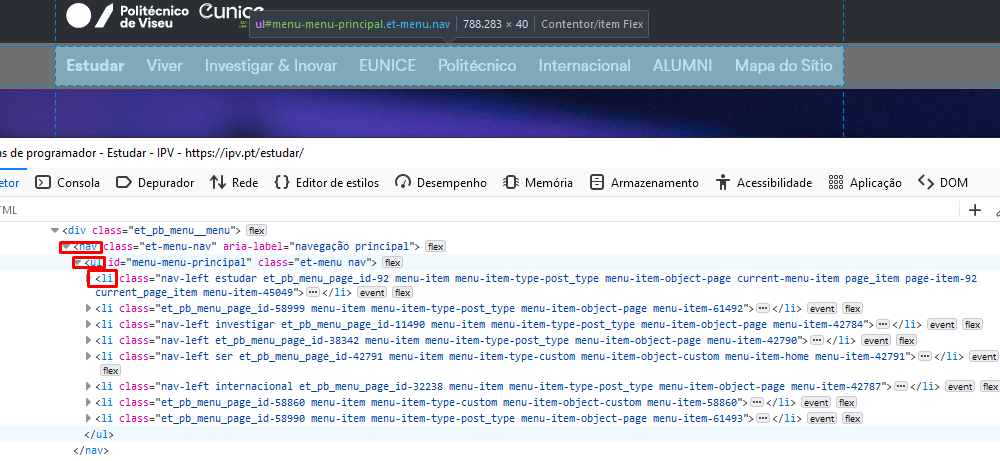 Politécnico
de Viseu
Eunice
ul#menu-menu-principal.et-menu.nav | 788.283 × 40 | Contentor/item Flex
Estudar Viver Investigar & Inovar EUNICE Politécnico Internacional ALUMNI Mapa do Sítio
s de programador - Estudar - IPV - https://ipv.pt/estudar/
etor Consola Depurador Rede Editor de estilos Desempenho Memória Armazenamento Acessibilidade Aplicação DOM
TML
<div class="et_pb_menu__menu"> flex
<nav class="et-menu-nav" aria-label="navegação principal"> flex
<ul id="menu-menu-principal" class="et-menu nav"> flex
<li class="nav-left estudar et_pb_menu_page_id-92 menu-item menu-item-type-post_type menu-item-object-page current-menu-item page_item page-item-92
current_page_item menu-item-45049"> ⋯ </li> event flex
<li class="et_pb_menu_page_id-58999 menu-item menu-item-type-post_type menu-item-object-page menu-item-61492"> ⋯ </li> event flex
<li class="nav-left investigar et_pb_menu_page_id-11490 menu-item menu-item-type-post_type menu-item-object-page menu-item-42784"> ⋯ </li> event flex
<li class="nav-left et_pb_menu_page_id-38342 menu-item menu-item-type-post_type menu-item-object-page menu-item-42790"> ⋯ </li> event flex
<li class="nav-left ser et_pb_menu_page_id-42791 menu-item menu-item-type-custom menu-item-object-custom menu-item-home menu-item-42791"> ⋯ </li> event
flex
<li class="nav-left internacional et_pb_menu_page_id-32238 menu-item menu-item-type-post_type menu-item-object-page menu-item-42787"> ⋯ </li> event flex
<li class="et_pb_menu_page_id-58860 menu-item menu-item-type-custom menu-item-object-custom menu-item-58860"> ⋯ </li> event flex
<li class="et_pb_menu_page_id-58990 menu-item menu-item-type-post_type menu-item-object-page menu-item-61493"> ⋯ </li> event flex
</ul>
</nav>